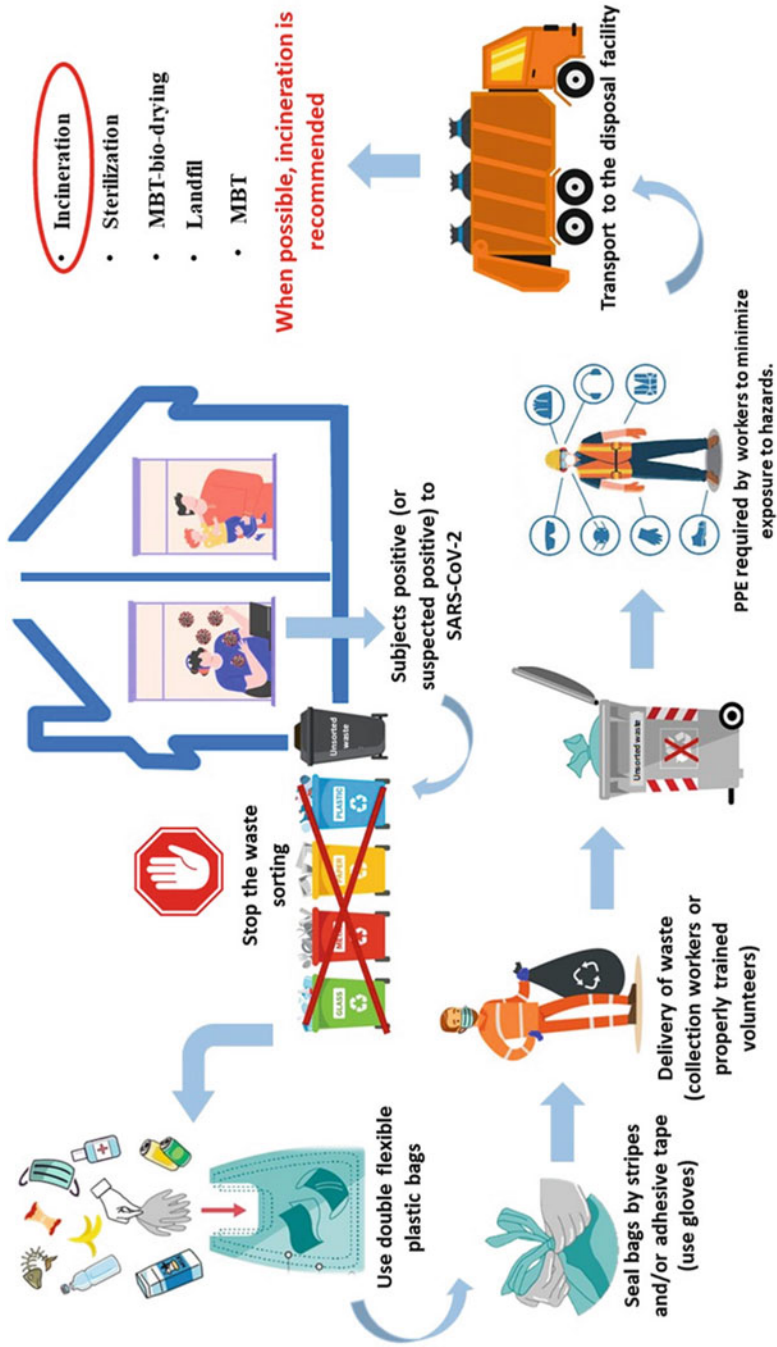 Subjects positive (or
suspected positive) to
SARS-CoV-2
Unsorted
waste
Stop the waste
sorting
GLASS
METAL
PAPER
PLASTIC
Use double flexible
plastic bags
Seal bags by stripes
and/or adhesive tape
(use gloves)
Delivery of waste
(collection workers or
properly trained
volunteers)
Unsorted waste
PPE required by workers to minimize
exposure to hazards.
Transport to the disposal facility
• Incineration
• Sterilization
• MBT-bio-drying
• Landfil
• MBT
When possible, incineration is
recommended